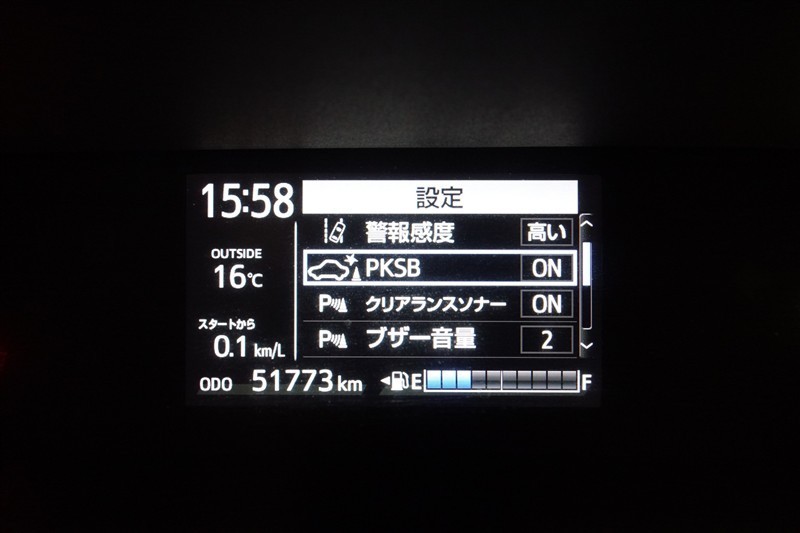 15:58
設定
警報感度 高い
OUTSIDE
16℃
PKSB ON
P クリアランスソナー ON
スタートから
0.1 km/L
P ブザー音量 2
ODO 51773 km
E F